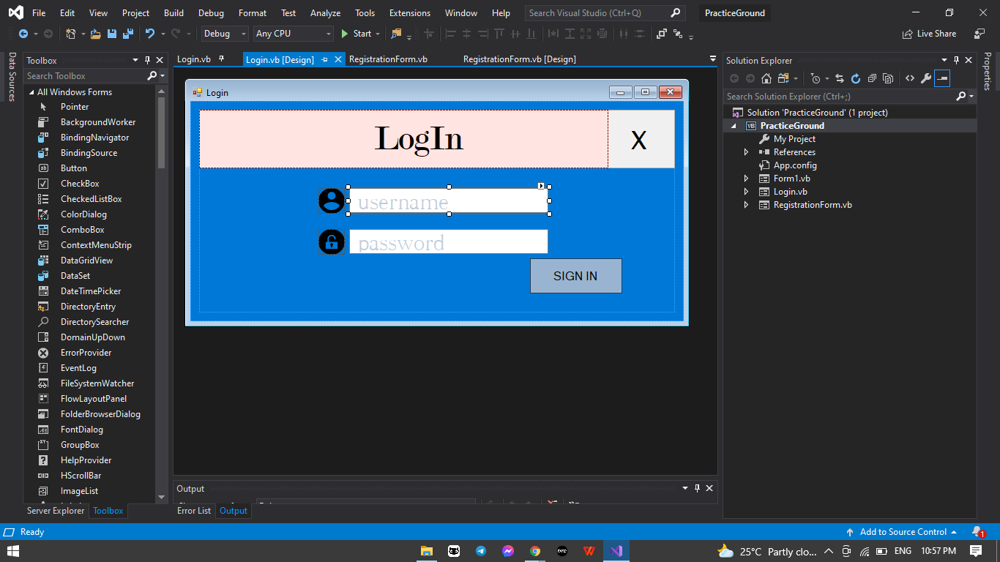 File Edit View Project Build Debug Format Test Analyze Tools Extensions Window Help Search Visual Studio (Ctrl+Q) PracticeGround
Debug Any CPU Start Live Share
Data Sources
Toolbox
Search Toolbox
All Windows Forms
Pointer
BackgroundWorker
BindingNavigator
BindingSource
Button
CheckBox
CheckedListBox
ColorDialog
ComboBox
ContextMenuStrip
DataGridView
DataSet
DateTimePicker
DirectoryEntry
DirectorySearcher
DomainUpDown
ErrorProvider
EventLog
FileSystemWatcher
FlowLayoutPanel
FolderBrowserDialog
FontDialog
GroupBox
HelpProvider
HScrollBar
ImageList
Server Explorer Toolbox
Login.vb Login.vb [Design] RegistrationForm.vb RegistrationForm.vb [Design]
Login
LogIn X
username
password
SIGN IN
Output
Error List Output
Solution Explorer
Search Solution Explorer (Ctrl+;)
Solution 'PracticeGround' (1 project)
VB PracticeGround
My Project
References
App.config
Form1.vb
Login.vb
RegistrationForm.vb
Properties
Ready Add to Source Control 1
25°C Partly clo... ENG 10:57 PM